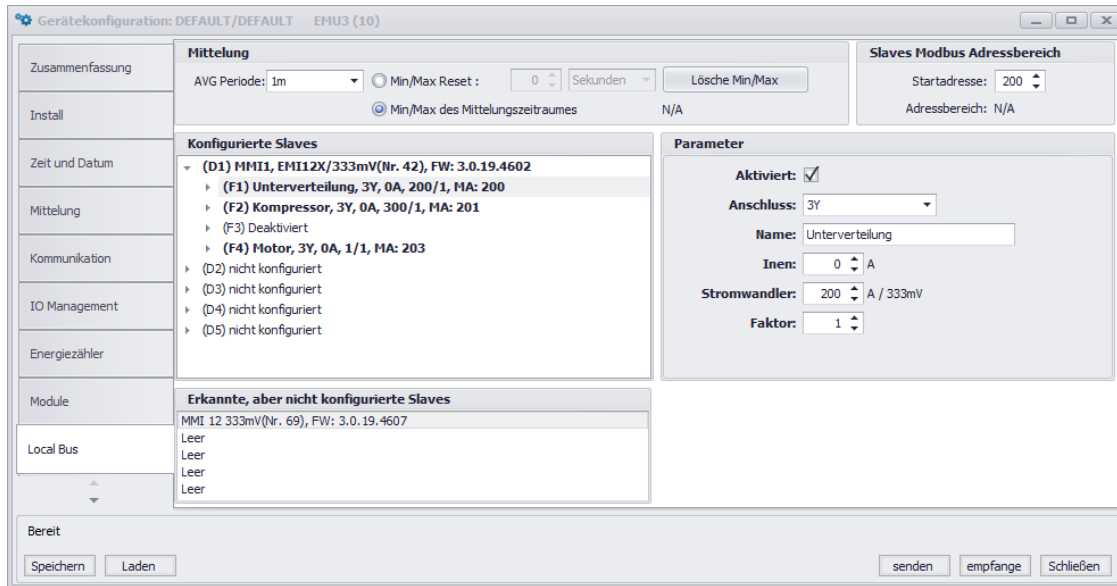 Gerätekonfiguration: DEFAULT/DEFAULT EMU3 (10)
Zusammenfassung
Install
Zeit und Datum
Mittelung
Kommunikation
IO Management
Energiezähler
Module
Local Bus
Mittelung
AVG Periode: 1m
Min/Max Reset : 0 Sekunden Lösche Min/Max
Min/Max des Mittelungszeitraumes N/A
Slaves Modbus Adressbereich
Startadresse: 200
Adressbereich: N/A
Konfigurierte Slaves
(D1) MMI1, EMI12X/333mV(Nr. 42), FW: 3.0.19.4602
(F1) Unterverteilung, 3Y, 0A, 200/1, MA: 200
(F2) Kompressor, 3Y, 0A, 300/1, MA: 201
(F3) Deaktiviert
(F4) Motor, 3Y, 0A, 1/1, MA: 203
(D2) nicht konfiguriert
(D3) nicht konfiguriert
(D4) nicht konfiguriert
(D5) nicht konfiguriert
Parameter
Aktiviert:
Anschluss: 3Y
Name: Unterverteilung
Inen: 0 A
Stromwandler: 200 A / 333mV
Faktor: 1
Erkannte, aber nicht konfigurierte Slaves
MMI 12 333mV(Nr. 69), FW: 3.0.19.4607
Leer
Leer
Leer
Leer
Bereit
Speichern Laden senden empfange Schließen